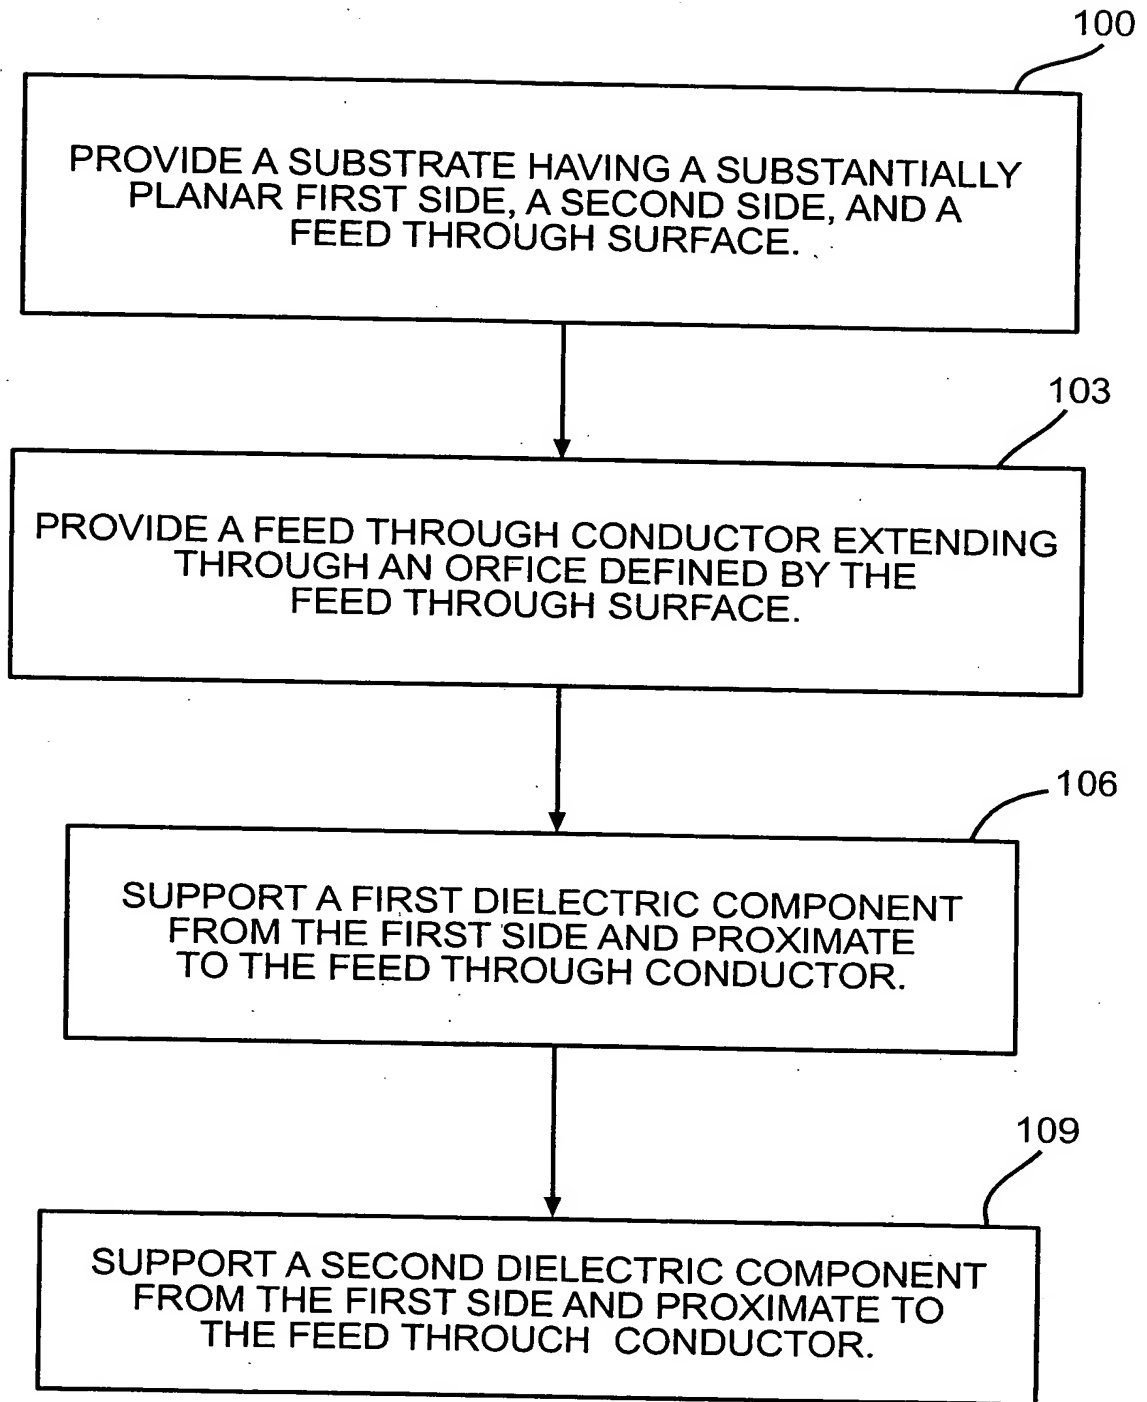 100
PROVIDE A SUBSTRATE HAVING A SUBSTANTIALLY
PLANAR FIRST SIDE, A SECOND SIDE, AND A
FEED THROUGH SURFACE.
103
PROVIDE A FEED THROUGH CONDUCTOR EXTENDING
THROUGH AN ORFICE DEFINED BY THE
FEED THROUGH SURFACE.
106
SUPPORT A FIRST DIELECTRIC COMPONENT
FROM THE FIRST SIDE AND PROXIMATE
TO THE FEED THROUGH CONDUCTOR.
109
SUPPORT A SECOND DIELECTRIC COMPONENT
FROM THE FIRST SIDE AND PROXIMATE TO
THE FEED THROUCH CONDUCTOR.